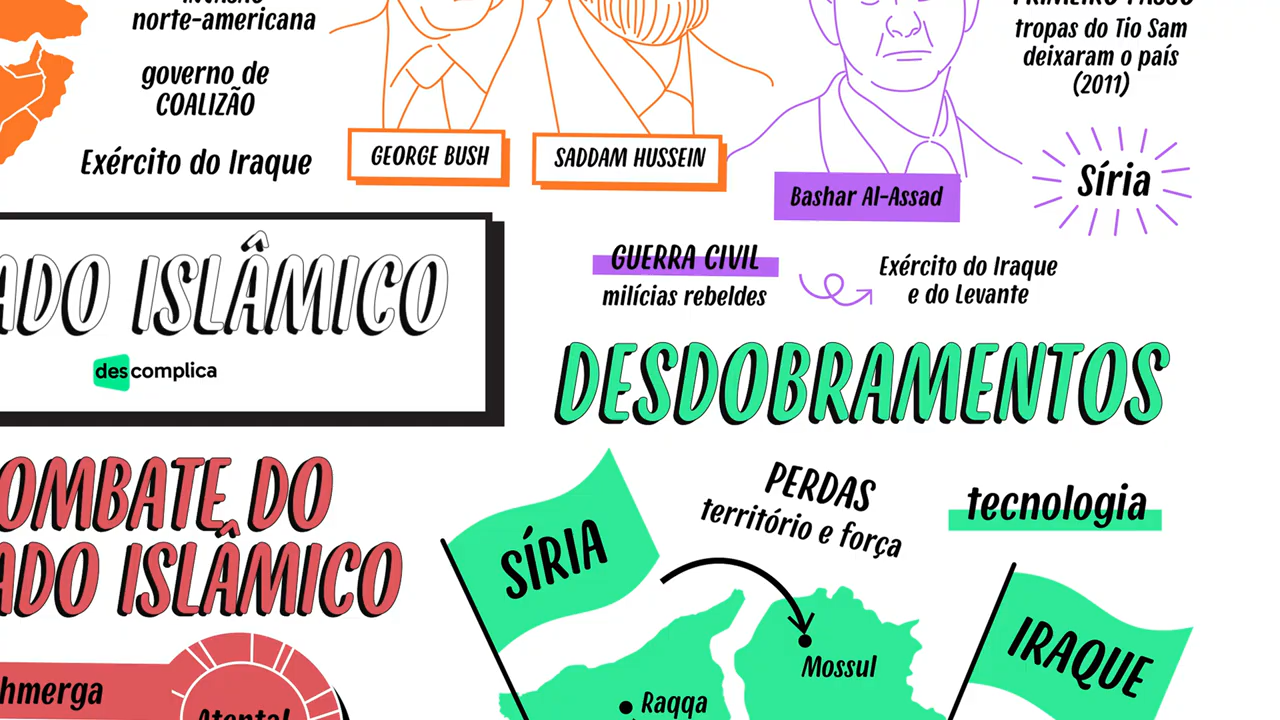 norte-americana
governo de
COALIZÃO
Exército do Iraque
GEORGE BUSH
SADDAM HUSSEIN
Bashar Al-Assad
tropas do Tio Sam
deixaram o país
(2011)
Síria
GUERRA CIVIL
milícias rebeldes
Exército do Iraque
e do Levante
ADO ISLÂMICO
descomplica
DESDOBRAMENTOS
OMBATE DO
ADO ISLÂMICO
hmerga
SÍRIA
PERDAS
território e força
tecnologia
Mossul
Raqqa
IRAQUE